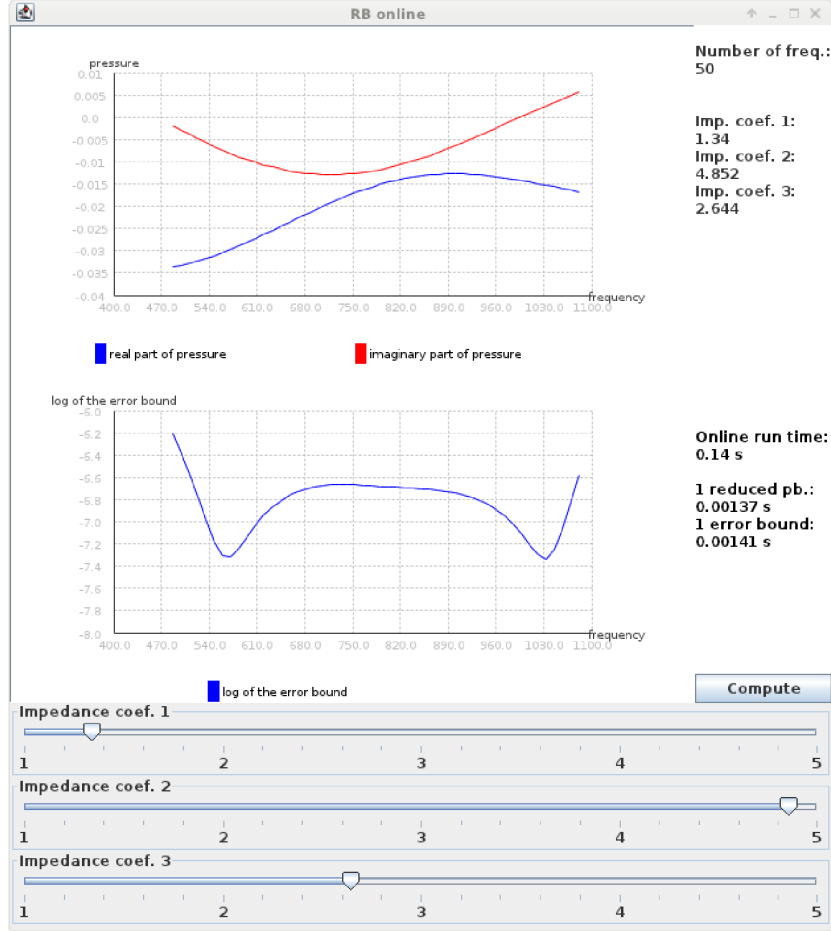 RB online
pressure
0.01
0.005
0.0
-0.005
-0.01
-0.015
-0.02
-0.03
-0.03
-0.035
-0.04
400.0 470.0 540.0 610.0 680.0 750.0 820.0 890.0 960.0 1030.0 1100.0
frequency
real part of pressure
imaginary part of pressure
Number of freq.:
50
Imp. coef. 1:
1.34
Imp. coef. 2:
4.852
Imp. coef. 3:
2.644
log of the error bound
-6.0
-6.2
-6.4
-6.6
-6.8
-7.0
-7.2
-7.4
-7.6
-7.8
-8.0
400.0 470.0 540.0 610.0 680.0 750.0 820.0 890.0 960.0 1030.0 1100.0
frequency
log of the error bound
Online run time:
0.14 s
1 reduced pb.:
0.00137 s
1 error bound:
0.00141 s
Compute
Impedance coef. 1
1 2 3 4 5
Impedance coef. 2
1 2 3 4 5
Impedance coef. 3
1 2 3 4 5